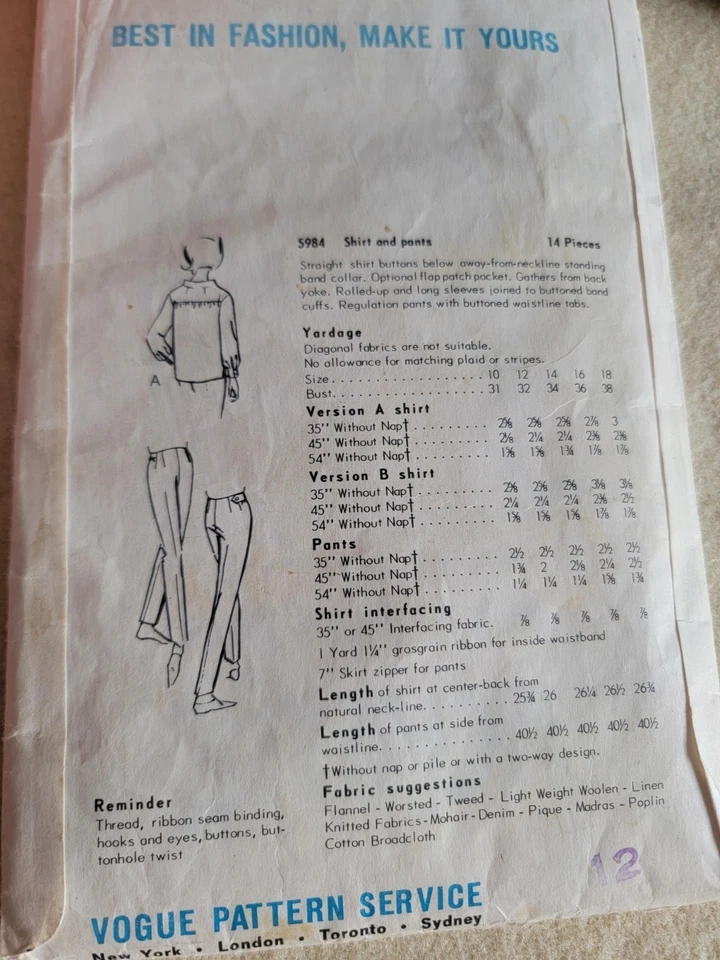 BEST IN FASHION, MAKE IT YOURS
5984 Shirt and pants 14 Pieces
Straight shirt buttons below away-from-neckline standing
band collar. Optional flap patch pocket. Gathers from back
yoke. Rolled-up and long sleeves joined to buttoned band
cuffs. Regulation pants with buttoned waistline tabs.
Yardage
Diagonal fabrics are not suitable.
No allowance for matching plaid or stripes.
Size. . . . . . . . . . . . . . . . . . . 10 12 14 16 18
Bust. . . . . . . . . . . . . . . . . . . 31 32 34 36 38
A
Version A shirt
35" Without Nap† . . . . . . . . . 2⅝ 2⅝ 2⅝ 2⅞ 3
45" Without Nap† . . . . . . . . . 2⅛ 2¼ 2¼ 2⅜ 2⅜
54" Without Nap† . . . . . . . . . 1⅝ 1⅝ 1¾ 1⅞ 1⅞
Version B shirt
35" Without Nap† . . . . . . . . . 2⅝ 2⅝ 2⅝ 3⅛ 3⅛
45" Without Nap† . . . . . . . . . 2¼ 2¼ 2¼ 2⅜ 2½
54" Without Nap† . . . . . . . . . 1⅝ 1⅝ 1⅝ 1⅞ 1⅞
Pants
35" Without Nap† . . . . . . . . . 2½ 2½ 2½ 2½ 2½
45" Without Nap† . . . . . . . . . 1¾ 2 2⅛ 2¼ 2½
54" Without Nap† . . . . . . . . . 1¼ 1¼ 1¼ 1⅝ 1¾
Shirt interfacing
35" or 45" Interfacing fabric. ⅞ ⅞ ⅞ ⅞ ⅞
1 Yard 1¼" grosgrain ribbon for inside waistband
7" Skirt zipper for pants
Length of shirt at center-back from
natural neck-line. . . . . . . . . . 25¾ 26 26¼ 26½ 26¾
Length of pants at side from
waistline. . . . . . . . . . . . . . . 40½ 40½ 40½ 40½ 40½
†Without nap or pile or with a two-way design.
Fabric suggestions
Flannel - Worsted - Tweed - Light Weight Woolen - Linen
Knitted Fabrics - Mohair - Denim - Pique - Madras - Poplin
Cotton Broadcloth
Reminder
Thread, ribbon seam binding,
hooks and eyes, buttons, but-
tonhole twist
12
VOGUE PATTERN SERVICE
New York • London • Toronto • Sydney